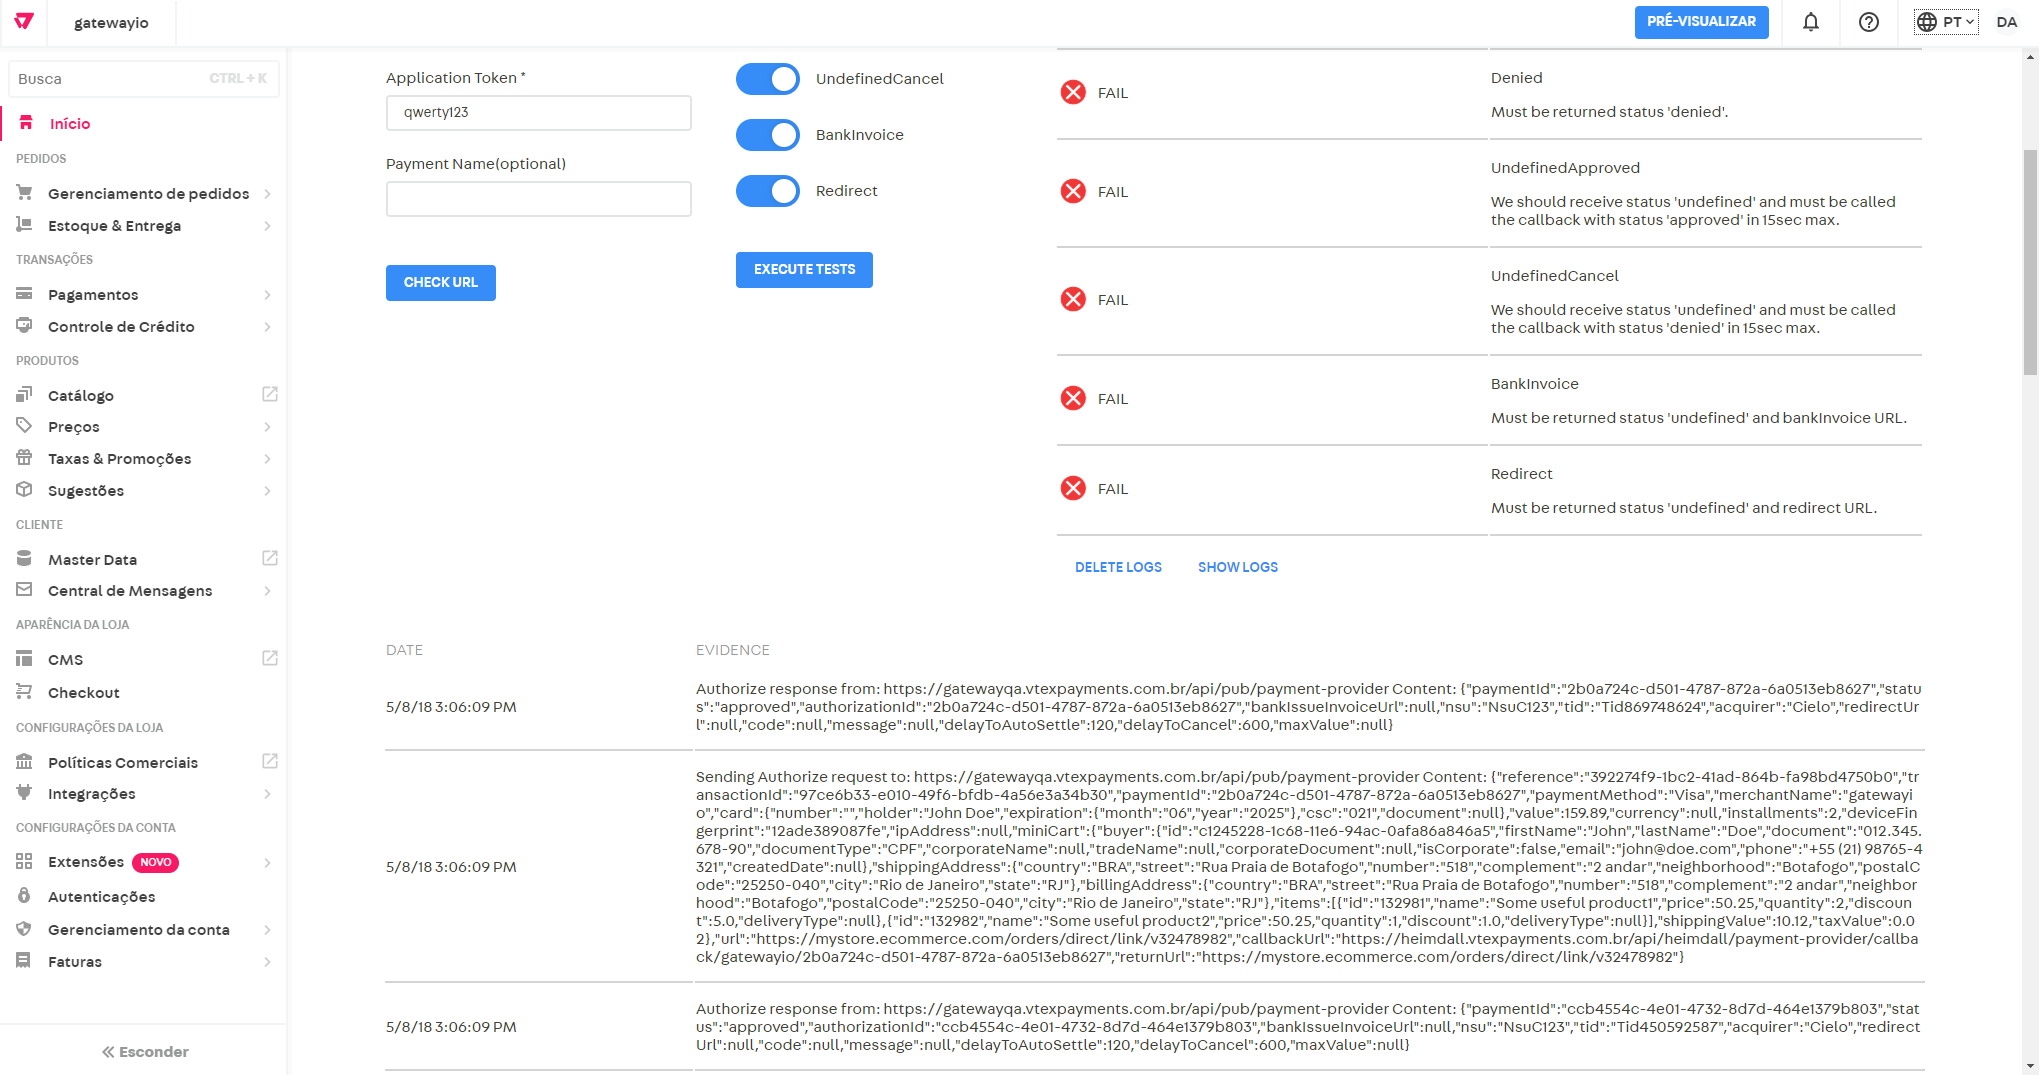 gatewayio
PRÉ-VISUALIZAR
PT
DA
Busca
CTRL + K
Início
PEDIDOS
Gerenciamento de pedidos
Estoque & Entrega
TRANSAÇÕES
Pagamentos
Controle de Crédito
PRODUTOS
Catálogo
Preços
Taxas & Promoções
Sugestões
CLIENTE
Master Data
Central de Mensagens
APARÊNCIA DA LOJA
CMS
Checkout
CONFIGURAÇÕES DA LOJA
Políticas Comerciais
Integrações
CONFIGURAÇÕES DA CONTA
Extensões NOVO
Autenticações
Gerenciamento da conta
Faturas
Esconder
Application Token *
qwerty123
Payment Name(optional)
CHECK URL
UndefinedCancel
BankInvoice
Redirect
EXECUTE TESTS
FAIL
Denied
Must be returned status 'denied'.
FAIL
UndefinedApproved
We should receive status 'undefined' and must be called
the callback with status 'approved' in 15sec max.
FAIL
UndefinedCancel
We should receive status 'undefined' and must be called
the callback with status 'denied' in 15sec max.
FAIL
BankInvoice
Must be returned status 'undefined' and bankInvoice URL.
FAIL
Redirect
Must be returned status 'undefined' and redirect URL.
DELETE LOGS
SHOW LOGS
DATE
EVIDENCE
5/8/18 3:06:09 PM
Authorize response from: https://gatewayqa.vtexpayments.com.br/api/pub/payment-provider Content: {"paymentId":"2b0a724c-d501-4787-872a-6a0513eb8627","statu
s":"approved","authorizationId":"2b0a724c-d501-4787-872a-6a0513eb8627","bankIssueInvoiceUrl":null,"nsu":"NsuC123","tid":"Tid869748624","acquirer":"Cielo","redirectUr
l":null,"code":null,"message":null,"delayToAutoSettle":120,"delayToCancel":600,"maxValue":null}
5/8/18 3:06:09 PM
Sending Authorize request to: https://gatewayqa.vtexpayments.com.br/api/pub/payment-provider Content: {"reference":"392274f9-1bc2-41ad-864b-fa98bd4750b0","tr
ansactionId":"97ce6b33-e010-49f6-bfdb-4a56e3a34b30","paymentId":"2b0a724c-d501-4787-872a-6a0513eb8627","paymentMethod":"Visa","merchantName":"gatewayi
o","card":{"number":"","holder":"John Doe","expiration":{"month":"06","year":"2025"},"csc":"021","document":null},"value":159.89,"currency":null,"installments":2,"deviceFin
gerprint":"12ade389087fe","ipAddress":null,"miniCart":{"buyer":{"id":"c1245228-1c68-11e6-94ac-0afa86a846a5","firstName":"John","lastName":"Doe","document":"012.345.
678-90","documentType":"CPF","corporateName":null,"tradeName":null,"corporateDocument":null,"isCorporate":false,"email":"john@doe.com","phone":"+55 (21) 98765-4
321","createdDate":null},"shippingAddress":{"country":"BRA","street":"Rua Praia de Botafogo","number":"518","complement":"2 andar","neighborhood":"Botafogo","postalC
ode":"25250-040","city":"Rio de Janeiro","state":"RJ"},"billingAddress":{"country":"BRA","street":"Rua Praia de Botafogo","number":"518","complement":"2 andar","neighbor
hood":"Botafogo","postalCode":"25250-040","city":"Rio de Janeiro","state":"RJ"},"items":[{"id":"132981","name":"Some useful product1","price":50.25,"quantity":2,"discoun
t":5.0,"deliveryType":null},{"id":"132982","name":"Some useful product2","price":50.25,"quantity":1,"discount":1.0,"deliveryType":null}],"shippingValue":10.12,"taxValue":0.0
2},"url":"https://mystore.ecommerce.com/orders/direct/link/v32478982","callbackUrl":"https://heimdall.vtexpayments.com.br/api/heimdall/payment-provider/callba
ck/gatewayio/2b0a724c-d501-4787-872a-6a0513eb8627","returnUrl":"https://mystore.ecommerce.com/orders/direct/link/v32478982"}
5/8/18 3:06:09 PM
Authorize response from: https://gatewayqa.vtexpayments.com.br/api/pub/payment-provider Content: {"paymentId":"ccb4554c-4e01-4732-8d7d-464e1379b803","stat
us":"approved","authorizationId":"ccb4554c-4e01-4732-8d7d-464e1379b803","bankIssueInvoiceUrl":null,"nsu":"NsuC123","tid":"Tid450592587","acquirer":"Cielo","redirect
Url":null,"code":null,"message":null,"delayToAutoSettle":120,"delayToCancel":600,"maxValue":null}